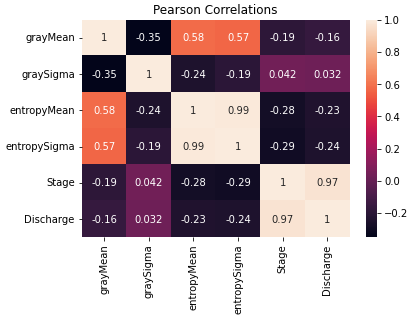 Pearson Correlations
grayMean 1 -0.35 0.58 0.57 -0.19 -0.16
graySigma -0.35 1 -0.24 -0.19 0.042 0.032
entropyMean 0.58 -0.24 1 0.99 -0.28 -0.23
entropySigma 0.57 -0.19 0.99 1 -0.29 -0.24
Stage -0.19 0.042 -0.28 -0.29 1 0.97
Discharge -0.16 0.032 -0.23 -0.24 0.97 1
grayMean
graySigma
entropyMean
entropySigma
Stage
Discharge
1.0
0.8
0.6
0.4
0.2
0.0
-0.2